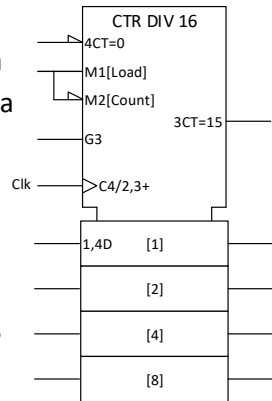 CTR DIV 16
4CT=0
M1[Load]
a
M2[Count]
3CT=15
G3
Clk
C4/2,3+
1,4D [1]
[2]
[4]
[8]